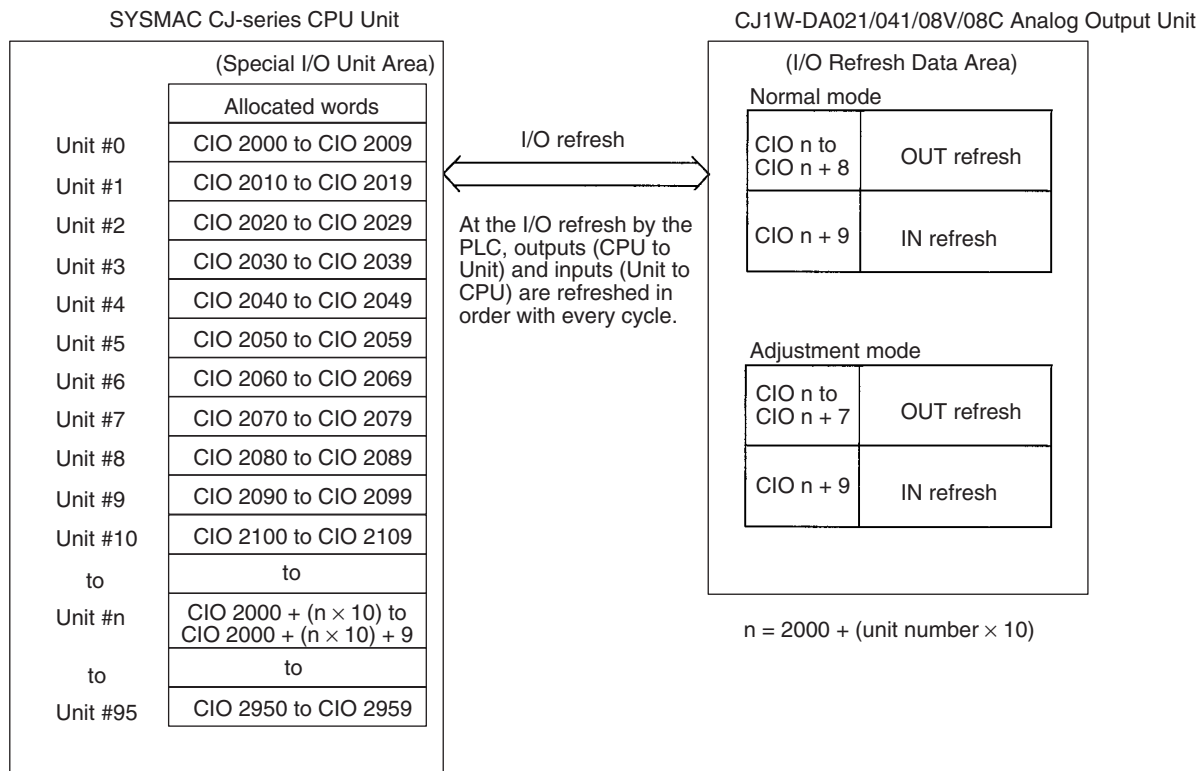 SYSMAC CJ-series CPU Unit
(Special I/O Unit Area)
Allocated words
Unit #0 CIO 2000 to CIO 2009
Unit #1 CIO 2010 to CIO 2019
Unit #2 CIO 2020 to CIO 2029
Unit #3 CIO 2030 to CIO 2039
Unit #4 CIO 2040 to CIO 2049
Unit #5 CIO 2050 to CIO 2059
Unit #6 CIO 2060 to CIO 2069
Unit #7 CIO 2070 to CIO 2079
Unit #8 CIO 2080 to CIO 2089
Unit #9 CIO 2090 to CIO 2099
Unit #10 CIO 2100 to CIO 2109
to to
Unit #n CIO 2000 + (n × 10) to
CIO 2000 + (n × 10) + 9
to to
Unit #95 CIO 2950 to CIO 2959
I/O refresh
At the I/O refresh by the
PLC, outputs (CPU to
Unit) and inputs (Unit to
CPU) are refreshed in
order with every cycle.
CJ1W-DA021/041/08V/08C Analog Output Unit
(I/O Refresh Data Area)
Normal mode
CIO n to
CIO n + 8 OUT refresh
CIO n + 9 IN refresh
Adjustment mode
CIO n to
CIO n + 7 OUT refresh
CIO n + 9 IN refresh
n = 2000 + (unit number × 10)